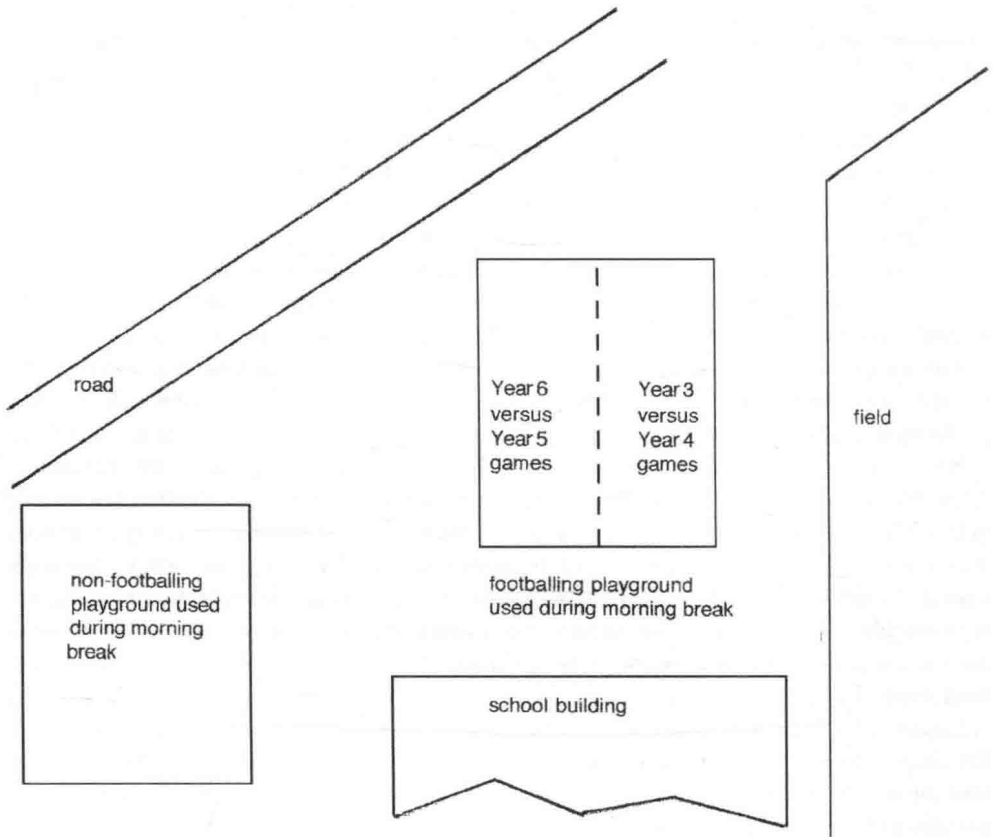 road
Year 6
versus
Year 5
games
Year 3
versus
Year 4
games
field
non-footballing
playground used
during morning
break
footballing playground
used during morning break
school building